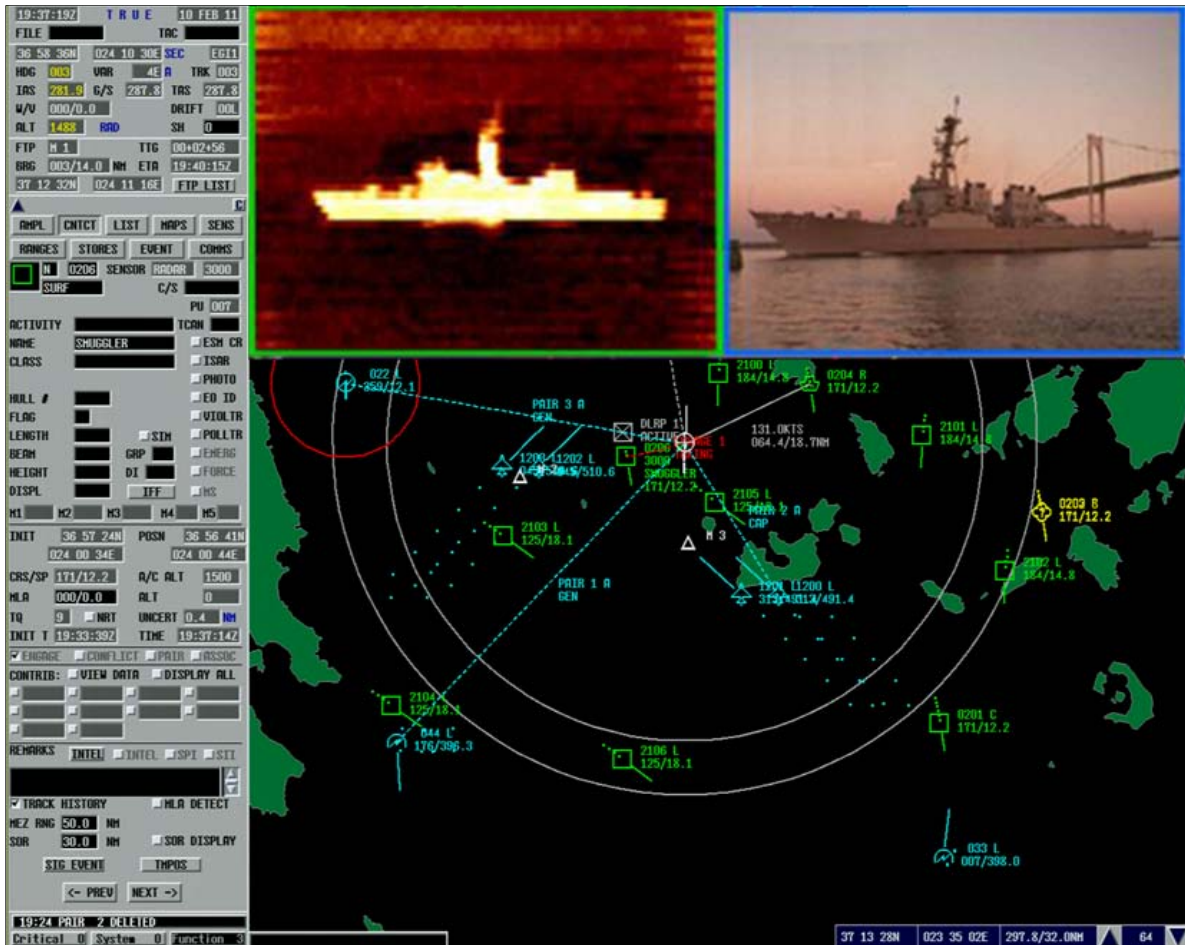 19:37:19Z TRUE 10 FEB 11
FILE TAC
36 58 36N 024 10 30E SEC EGI1
HDG 003 VAR 4E A TRK 003
IAS 281.9 G/S 287.8 TAS 287.8
W/V 000/0.0 DRIFT 00L
ALT 1488 RAD SH 0
FTP M 1 TTG 00+02+56
BRG 003/14.0 NM ETA 19:40:15Z
37 12 32N 024 11 16E FTP LIST
AMPL CNTCT LIST MAPS SENS
RANGES STORES EVENT COMMS
N 0206 SENSOR RADAR 3000
SURF C/S
PU 007
ACTIVITY TCAN
NAME SMUGGLER ESM CR
CLASS ISAR
PHOTO
HULL # EO ID
FLAG VIOLTR
LENGTH SIM POLLTR
BEAM GRP EMERG
HEIGHT DI FORCE
DISPL IFF MS
M1 M2 M3 M4 M5
INIT 36 57 24N POSN 36 56 41N
024 00 34E 024 00 44E
CRS/SP 171/12.2 A/C ALT 1500
MLA 000/0.0 ALT 0
TQ 9 NRT UNCERT 0.4 NM
INIT T 19:33:39Z TIME 19:37:14Z
ENGAGE CONFLICT PAIR ASSOC
CONTRIB: VIEW DATA DISPLAY ALL
REMARKS INTEL INTEL SPI SII
TRACK HISTORY MLA DETECT
MEZ RNG 50.0 NM
SOR 30.0 NM SOR DISPLAY
SIG EVENT TMPOS
<- PREV NEXT ->
19:24 PAIR 2 DELETED
Critical 0 System 0 Function 3
022 L
359/12.1
PAIR 3 A
GEN
DLRP 1
ACTIVE
2100 L
184/14.8
0204 R
171/12.2
131.0KTS
064.4/18.7NM
2101 L
184/14.8
0206
3000
SMUGGLER
171/12.2
2105 L
125/18.1
PAIR 2 A
CAP
M 3
2103 L
125/18.1
0203 R
171/12.2
2102 L
184/14.8
PAIR 1 A
GEN
2104 L
125/18.1
044 L
176/396.3
2106 L
125/18.1
0201 C
171/12.2
033 L
007/398.0
37 13 28N 023 35 02E 297.8/32.0NM 64